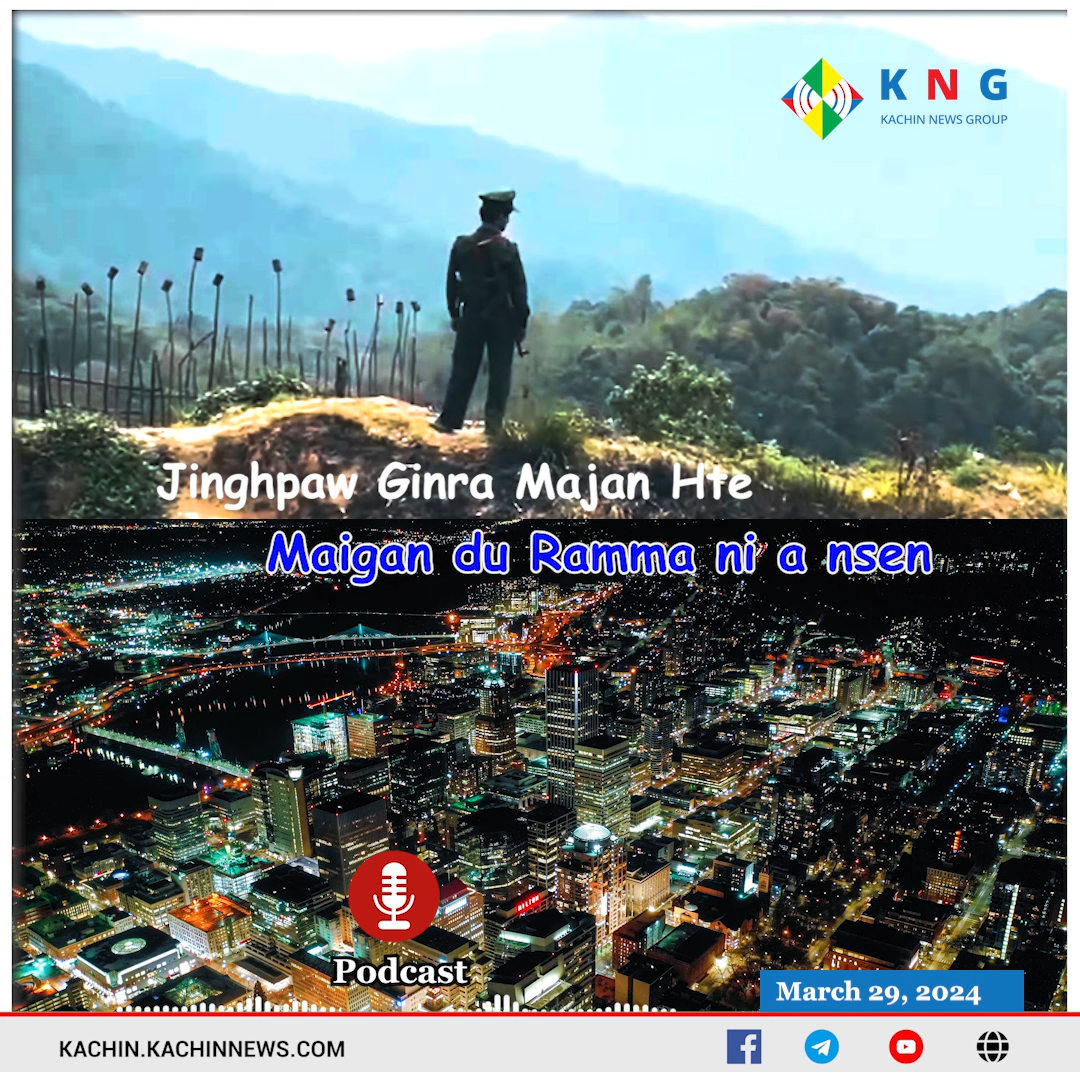 K N G
KACHIN NEWS GROUP
Jinghpaw Ginra Majan Hte
Maigan du Ramma ni a nsen
HILTON
Podcast
March 29, 2024
KACHIN.KACHINNEWS.COM